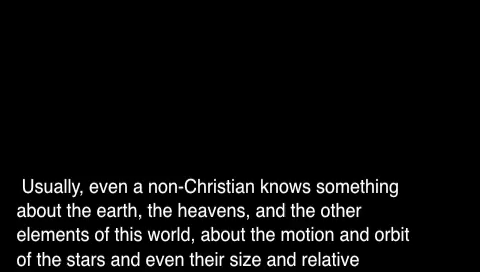 Usually, even a non-Christian knows something
about the earth, the heavens, and the other
elements of this world, about the motion and orbit
of the stars and even their size and relative